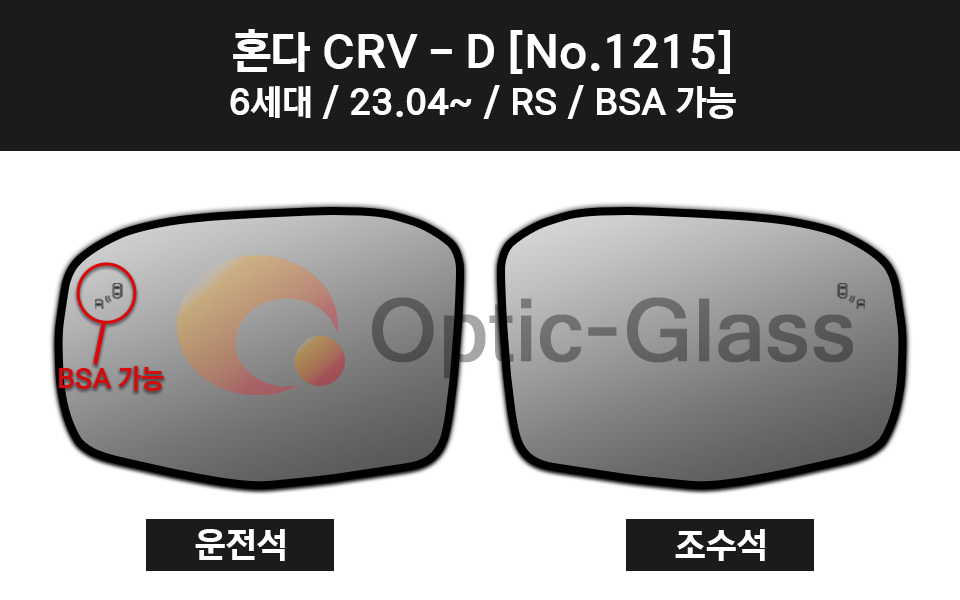 혼다 CRV - D [No.1215]
6세대 / 23.04~ / RS / BSA 가능
Optic-Glass
BSA 가능
운전석
조수석